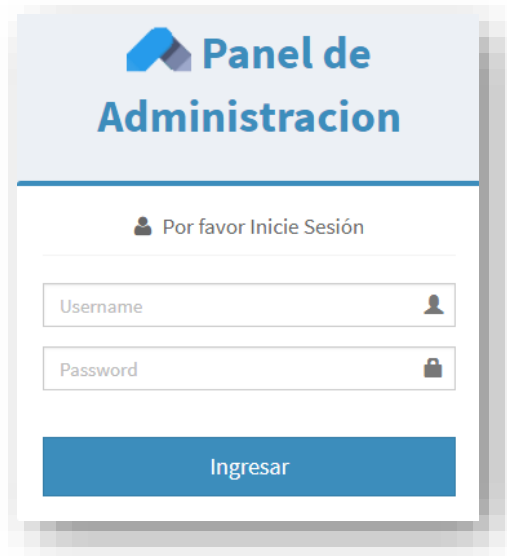 Panel de
Administracion
Por favor Inicie Sesión
Username
Password
Ingresar